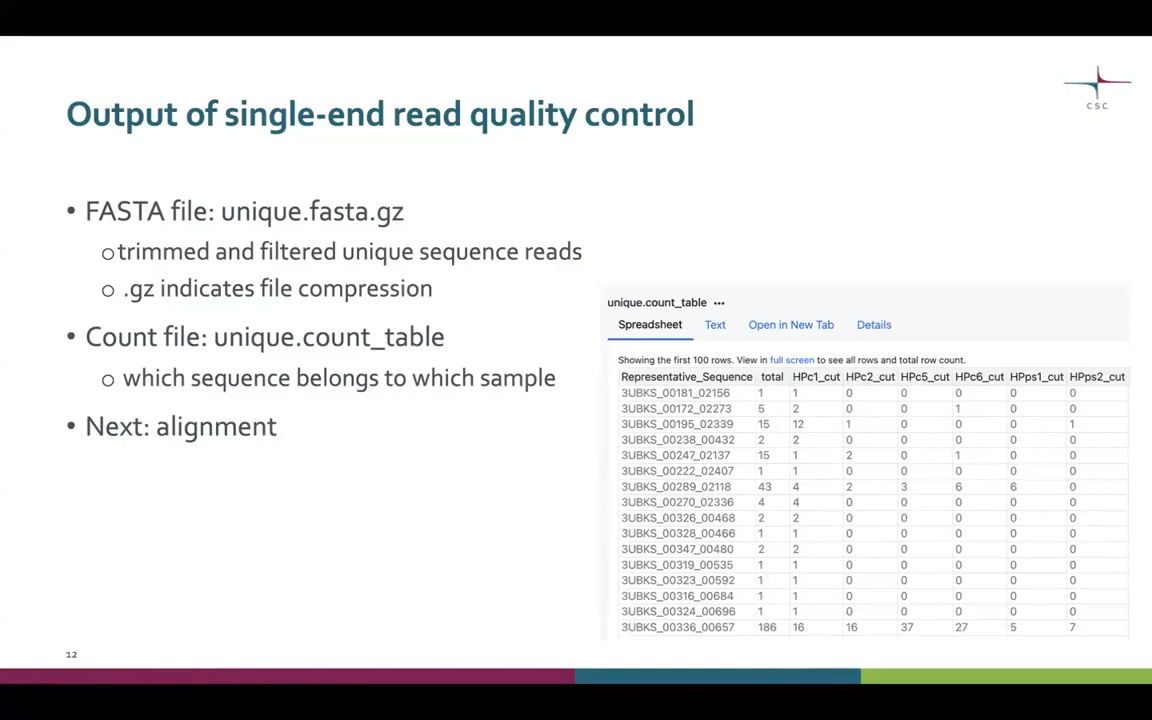 CSC
Output of single-end read quality control
• FASTA file: unique.fasta.gz
o trimmed and filtered unique sequence reads
o .gz indicates file compression
• Count file: unique.count_table
o which sequence belongs to which sample
• Next: alignment
unique.count_table •••
Spreadsheet Text Open in New Tab Details
Showing the first 100 rows. View in full screen to see all rows and total row count.
Representative_Sequence total HPc1_cut HPc2_cut HPc5_cut HPc6_cut HPps1_cut HPps2_cut
3UBKS_00181_02156 1 1 0 0 0 0 0
3UBKS_00172_02273 5 2 0 0 1 0 0
3UBKS_00195_02339 15 12 1 0 0 0 1
3UBKS_00238_00432 2 2 0 0 0 0 0
3UBKS_00247_02137 15 1 2 0 1 0 0
3UBKS_00222_02407 1 1 0 0 0 0 0
3UBKS_00289_02118 43 4 2 3 6 6 0
3UBKS_00270_02336 4 4 0 0 0 0 0
3UBKS_00326_00468 2 2 0 0 0 0 0
3UBKS_00328_00466 1 1 0 0 0 0 0
3UBKS_00347_00480 2 2 0 0 0 0 0
3UBKS_00319_00535 1 1 0 0 0 0 0
3UBKS_00323_00592 1 1 0 0 0 0 0
3UBKS_00316_00684 1 1 0 0 0 0 0
3UBKS_00324_00696 1 1 0 0 0 0 0
3UBKS_00336_00657 186 16 16 37 27 5 7
12